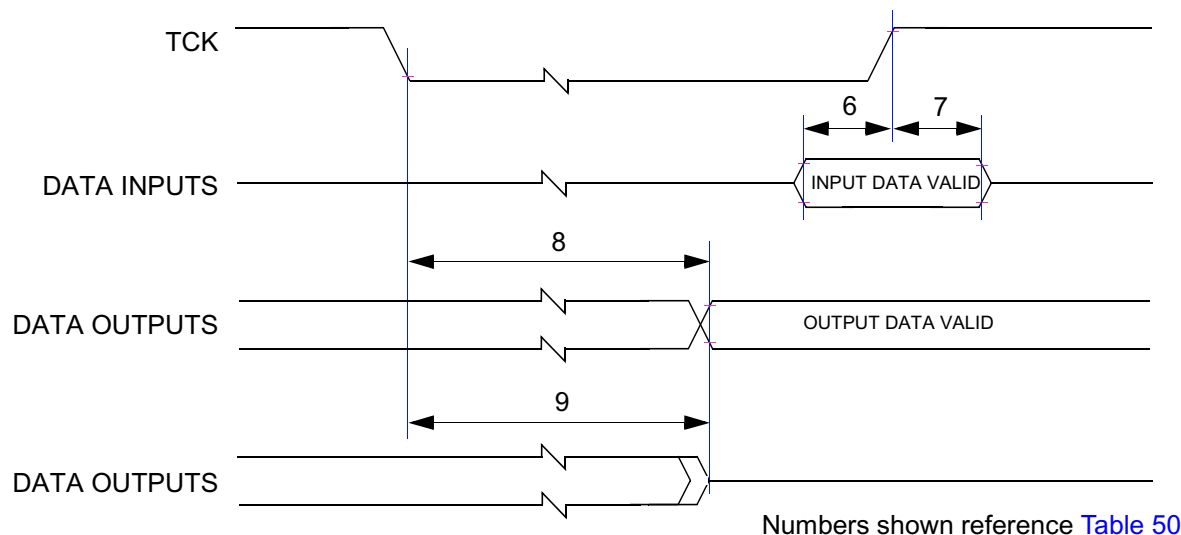 TCK
6
7
DATA INPUTS
INPUT DATA VALID
8
DATA OUTPUTS
OUTPUT DATA VALID
9
DATA OUTPUTS
Numbers shown reference Table 50